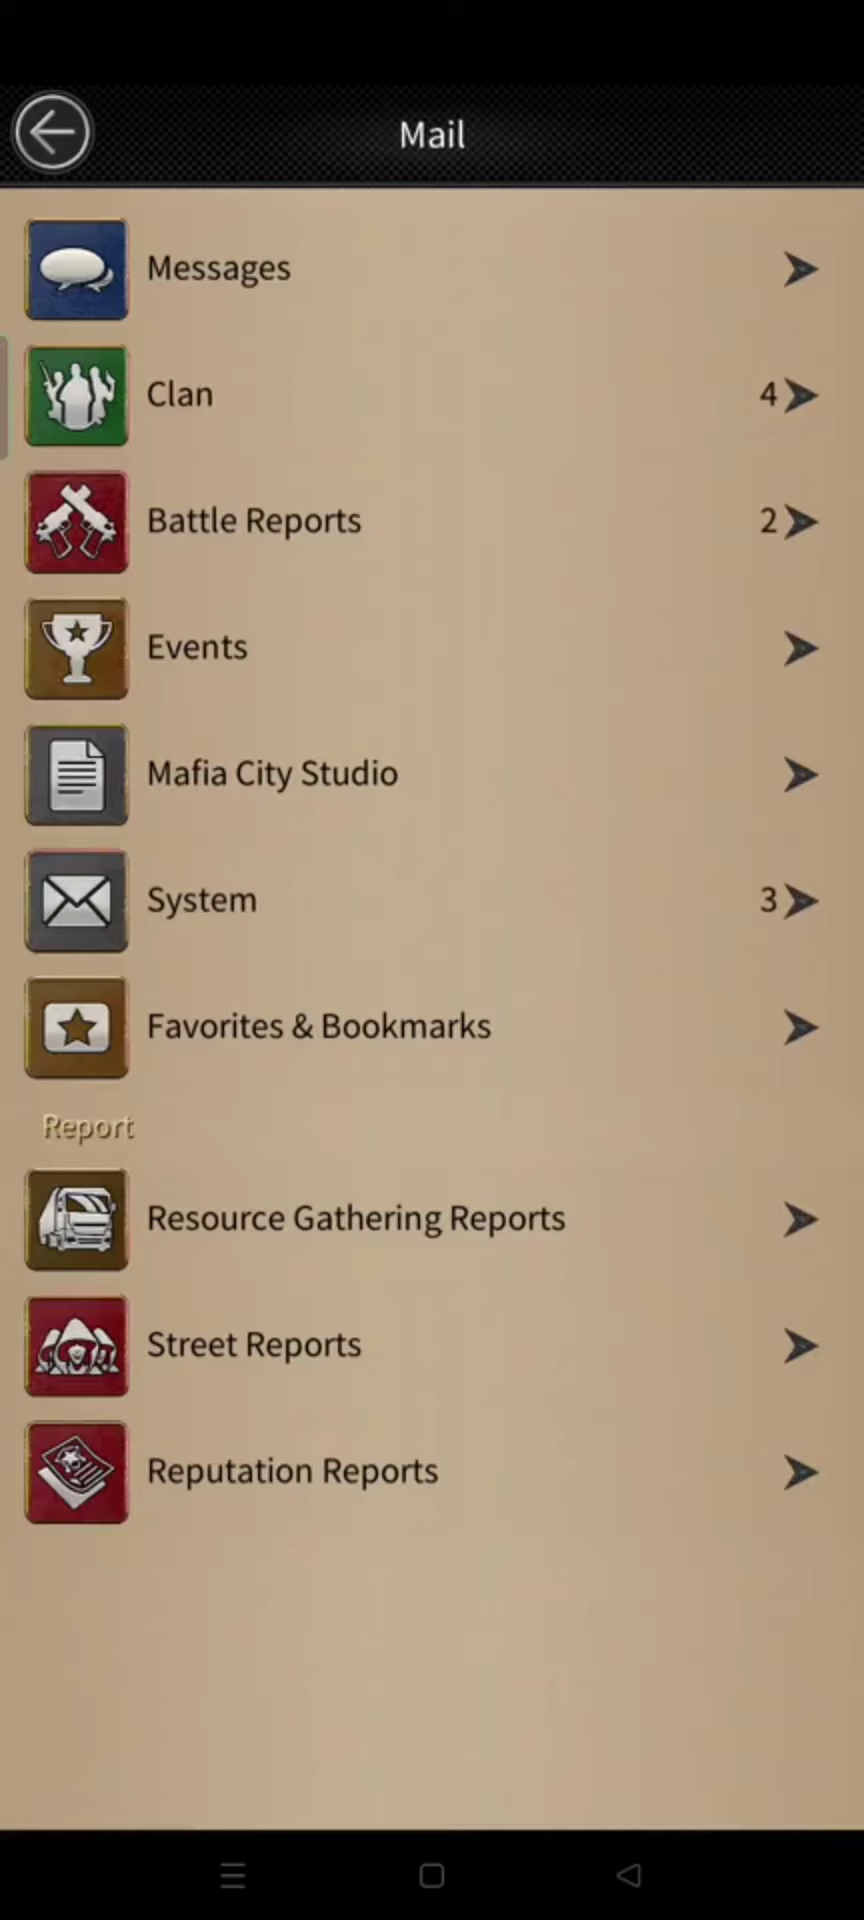 Mail
Messages
Clan 4
Battle Reports 2
Events
Mafia City Studio
System 3
Favorites & Bookmarks
Report
Resource Gathering Reports
Street Reports
Reputation Reports